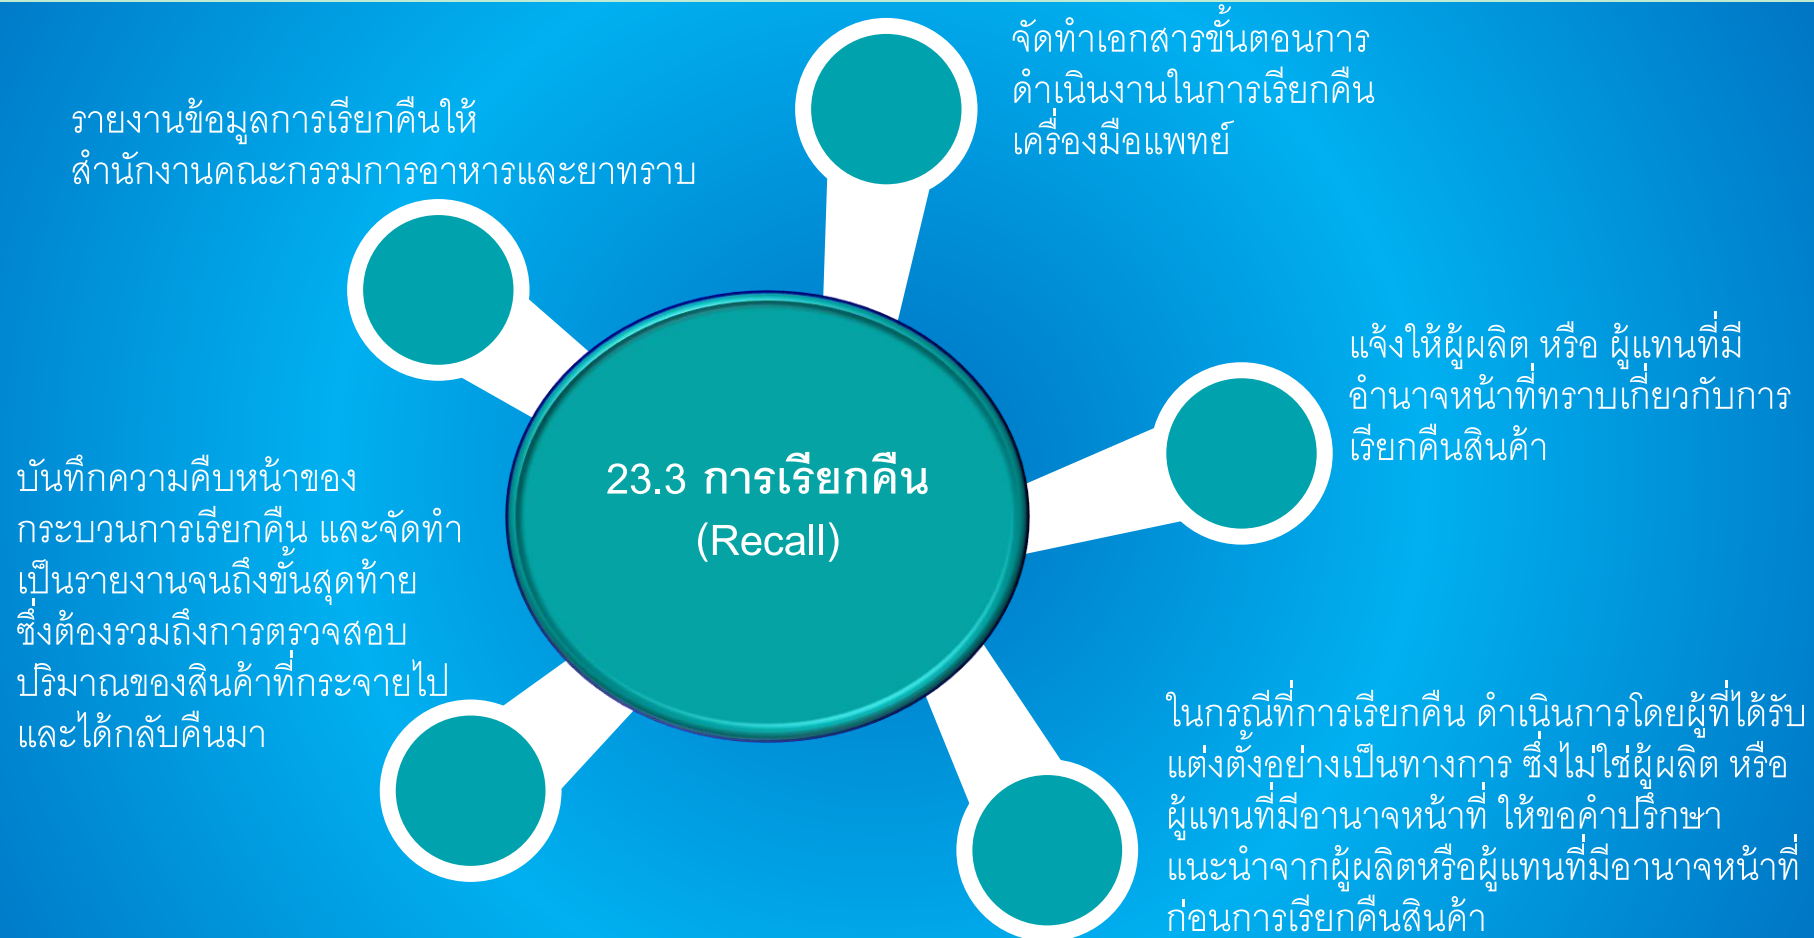 จัดทำเอกสารขั้นตอนการ
ดำเนินงานในการเรียกคืน
เครื่องมือแพทย์
รายงานข้อมูลการเรียกคืนให้
สำนักงานคณะกรรมการอาหารและยาทราบ
แจ้งให้ผู้ผลิต หรือ ผู้แทนที่มี
อำนาจหน้าที่ทราบเกี่ยวกับการ
เรียกคืนสินค้า
23.3 การเรียกคืน
(Recall)
บันทึกความคืบหน้าของ
กระบวนการเรียกคืน และจัดทำ
เป็นรายงานจนถึงขั้นสุดท้าย
ซึ่งต้องรวมถึงการตรวจสอบ
ปริมาณของสินค้าที่กระจายไป
และได้กลับคืนมา
ในกรณีที่การเรียกคืน ดำเนินการโดยผู้ที่ได้รับ
แต่งตั้งอย่างเป็นทางการ ซึ่งไม่ใช่ผู้ผลิต หรือ
ผู้แทนที่มีอานาจหน้าที่ ให้ขอคำปรึกษา
แนะนำจากผู้ผลิตหรือผู้แทนที่มีอานาจหน้าที่
ก่อนการเรียกคืนสินค้า